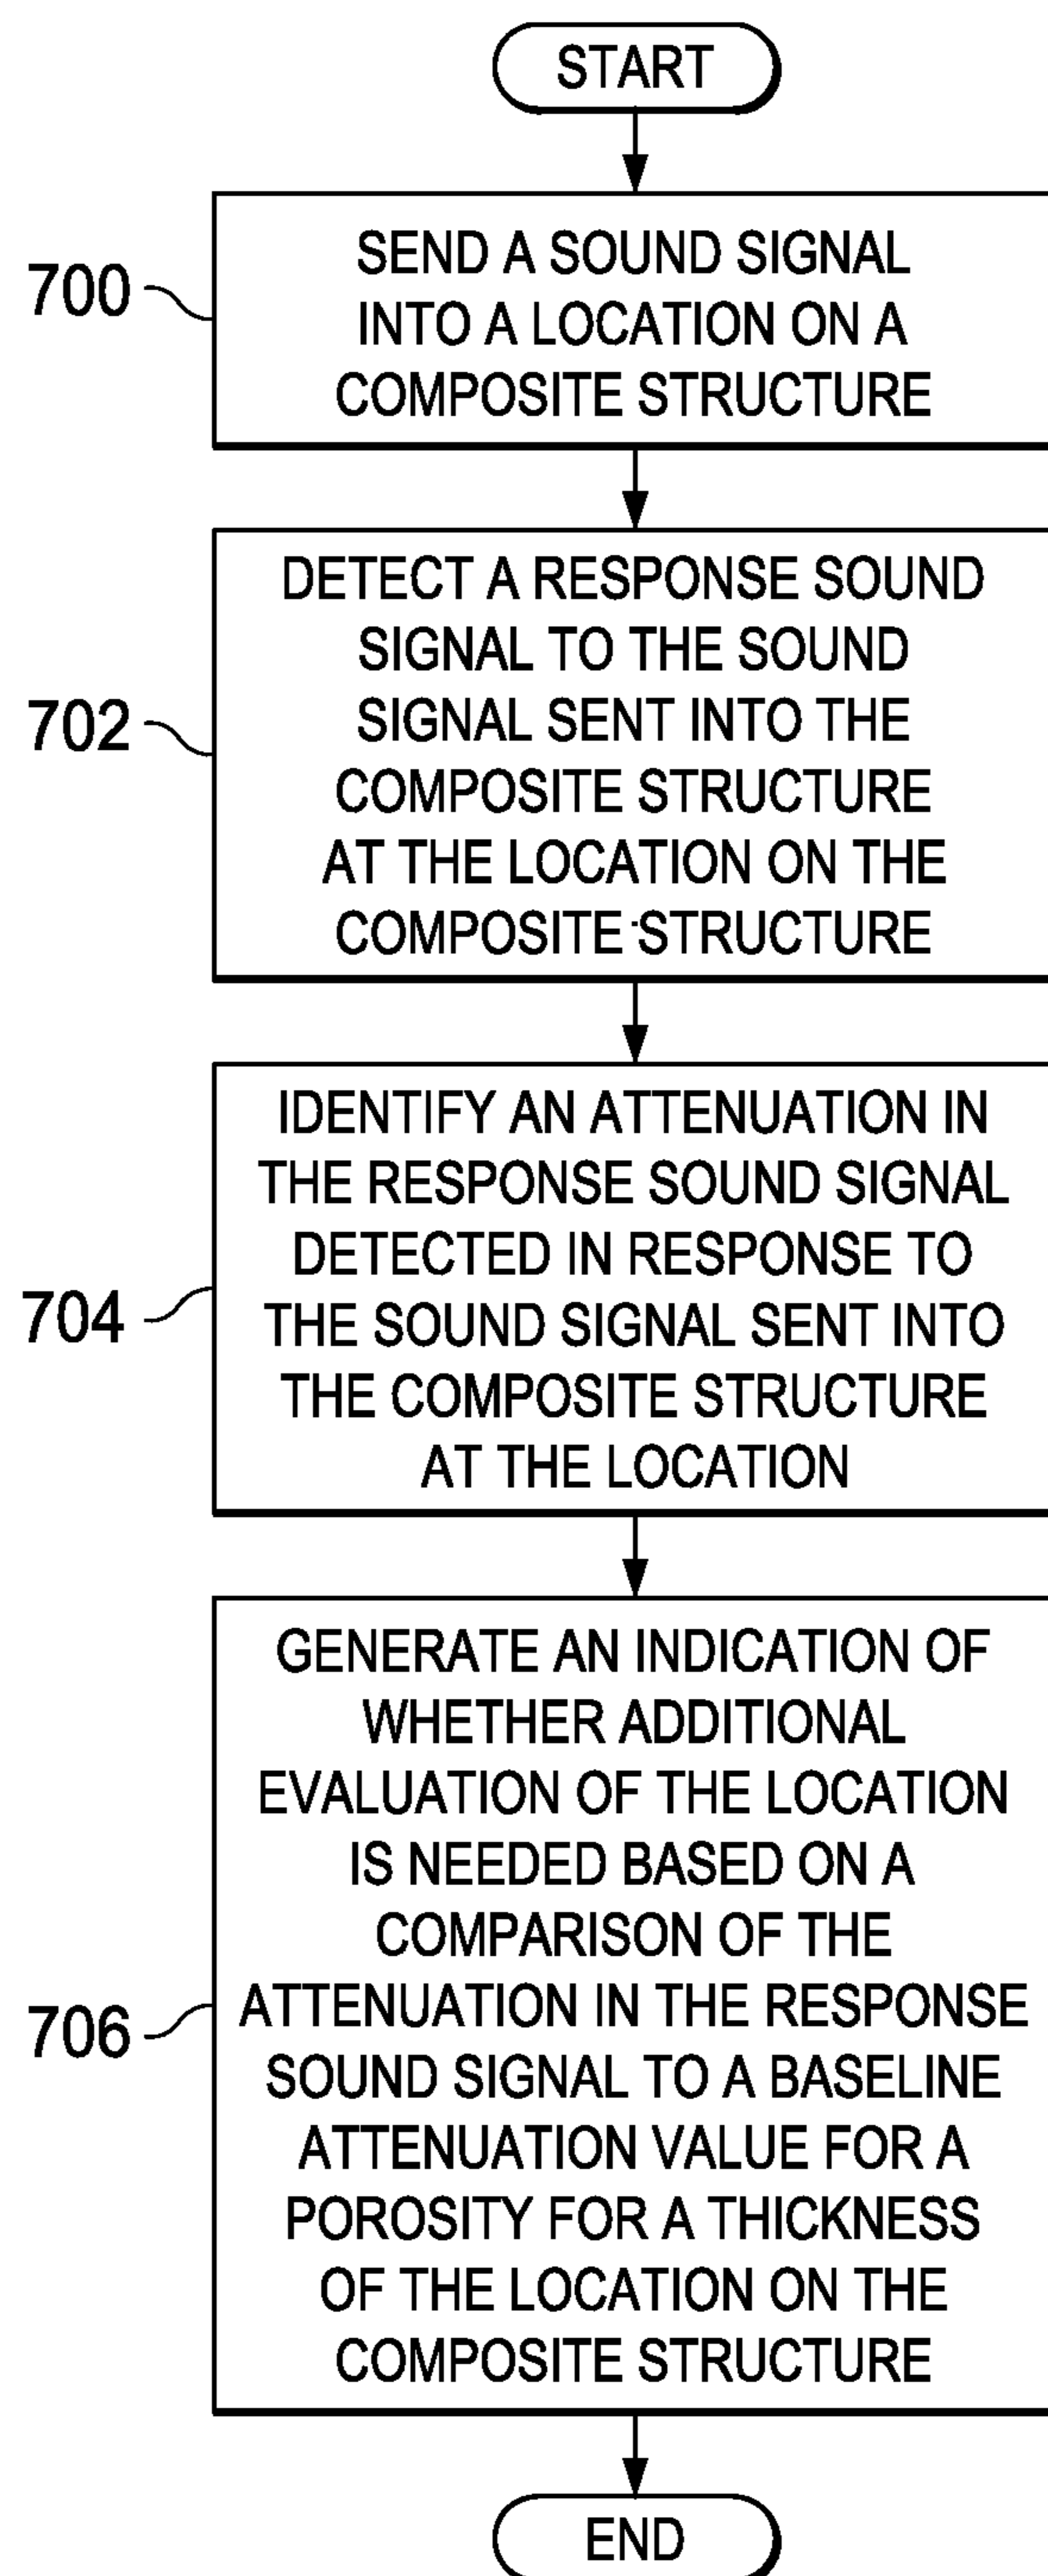 START
700
SEND A SOUND SIGNAL
INTO A LOCATION ON A
COMPOSITE STRUCTURE
702
DETECT A RESPONSE SOUND
SIGNAL TO THE SOUND
SIGNAL SENT INTO THE
COMPOSITE STRUCTURE
AT THE LOCATION ON THE
COMPOSITE STRUCTURE
704
IDENTIFY AN ATTENUATION IN
THE RESPONSE SOUND SIGNAL
DETECTED IN RESPONSE TO
THE SOUND SIGNAL SENT INTO
THE COMPOSITE STRUCTURE
AT THE LOCATION
706
GENERATE AN INDICATION OF
WHETHER ADDITIONAL
EVALUATION OF THE LOCATION
IS NEEDED BASED ON A
COMPARISON OF THE
ATTENUATION IN THE RESPONSE
SOUND SIGNAL TO A BASELINE
ATTENUATION VALUE FOR A
POROSITY FOR A THICKNESS
OF THE LOCATION ON THE
COMPOSITE STRUCTURE
END